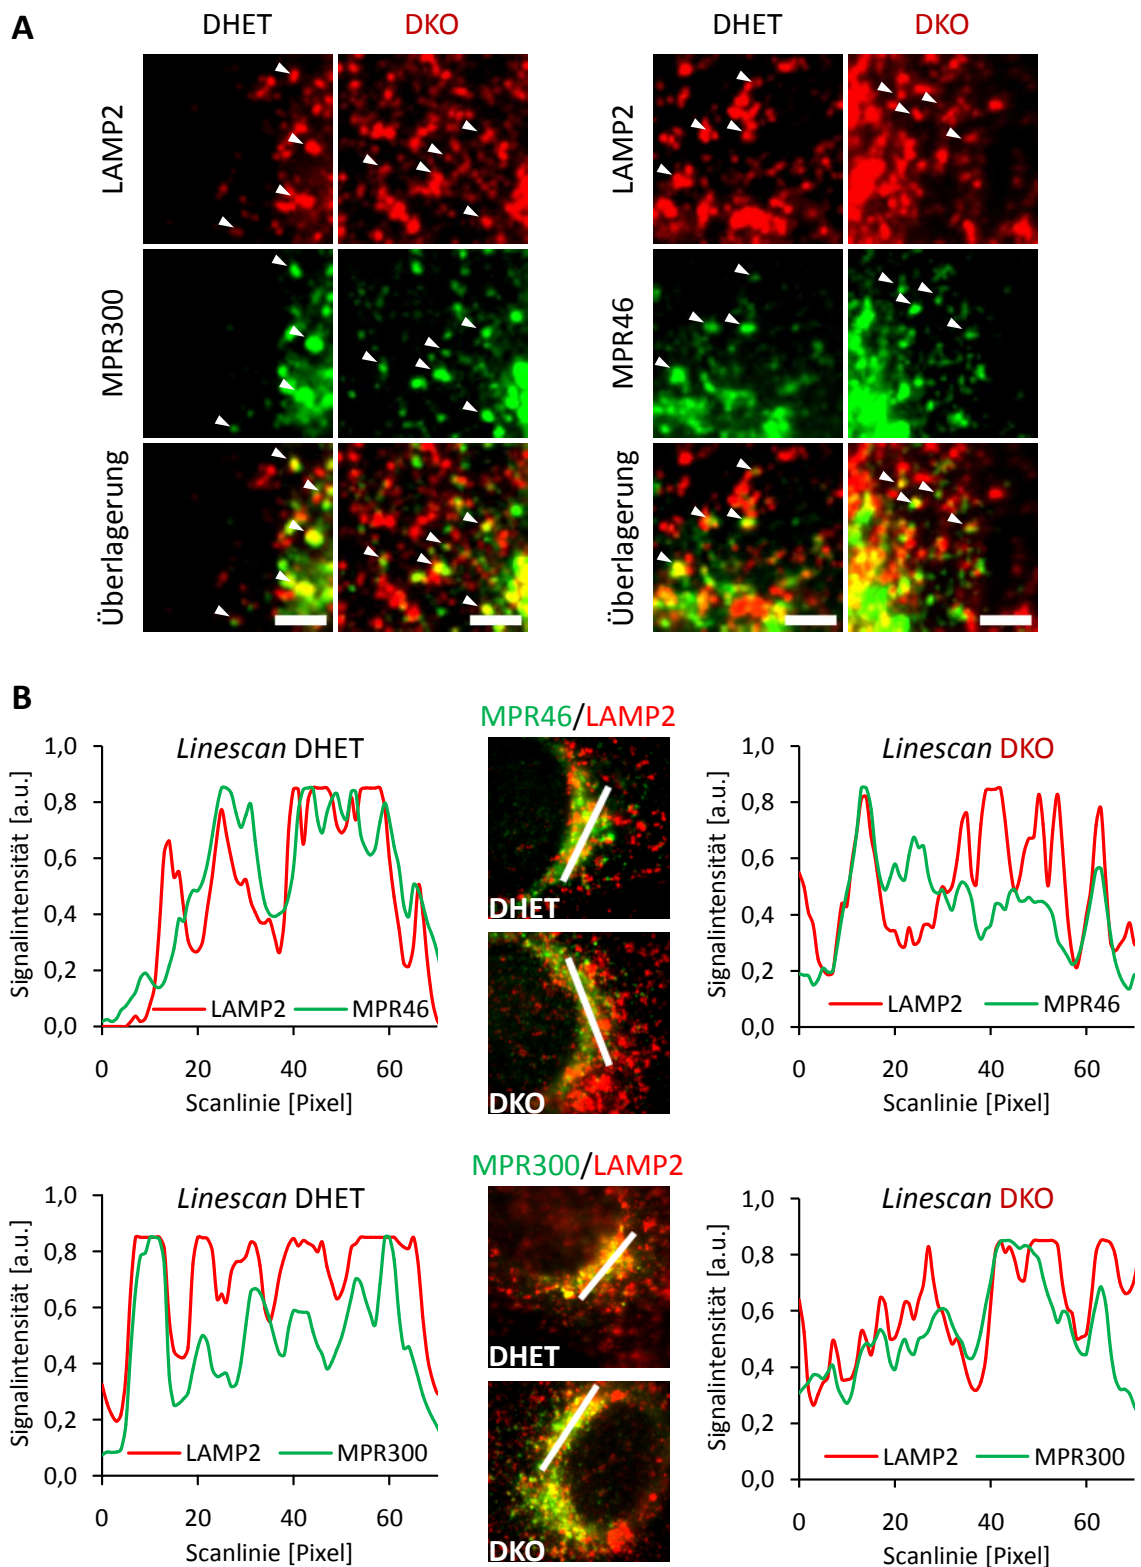 A
DHET DKO DHET DKO
LAMP2 LAMP2
MPR300 MPR46
Überlagerung Überlagerung
B
MPR46/LAMP2
Linescan DHET
Signalintensität [a.u.]
1,0
0,8
0,6
0,4
0,2
0,0
LAMP2 MPR46
0 20 40 60
Scanlinie [Pixel]
DHET
DKO
Linescan DKO
Signalintensität [a.u.]
1,0
0,8
0,6
0,4
0,2
0,0
LAMP2 MPR46
0 20 40 60
Scanlinie [Pixel]
MPR300/LAMP2
Linescan DHET
Signalintensität [a.u.]
1,0
0,8
0,6
0,4
0,2
0,0
LAMP2 MPR300
0 20 40 60
Scanlinie [Pixel]
DHET
DKO
Linescan DKO
Signalintensität [a.u.]
1,0
0,8
0,6
0,4
0,2
0,0
LAMP2 MPR300
0 20 40 60
Scanlinie [Pixel]